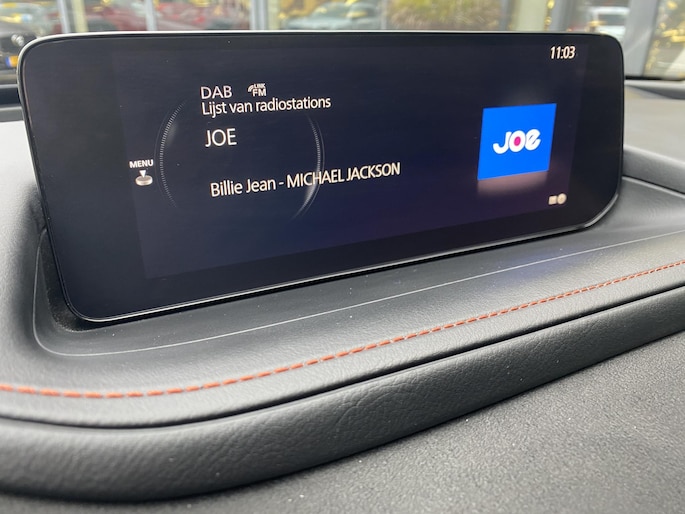 11:03
DAB LINK FM
Lijst van radiostations
JOE
JOE
MENU
Billie Jean - MICHAEL JACKSON